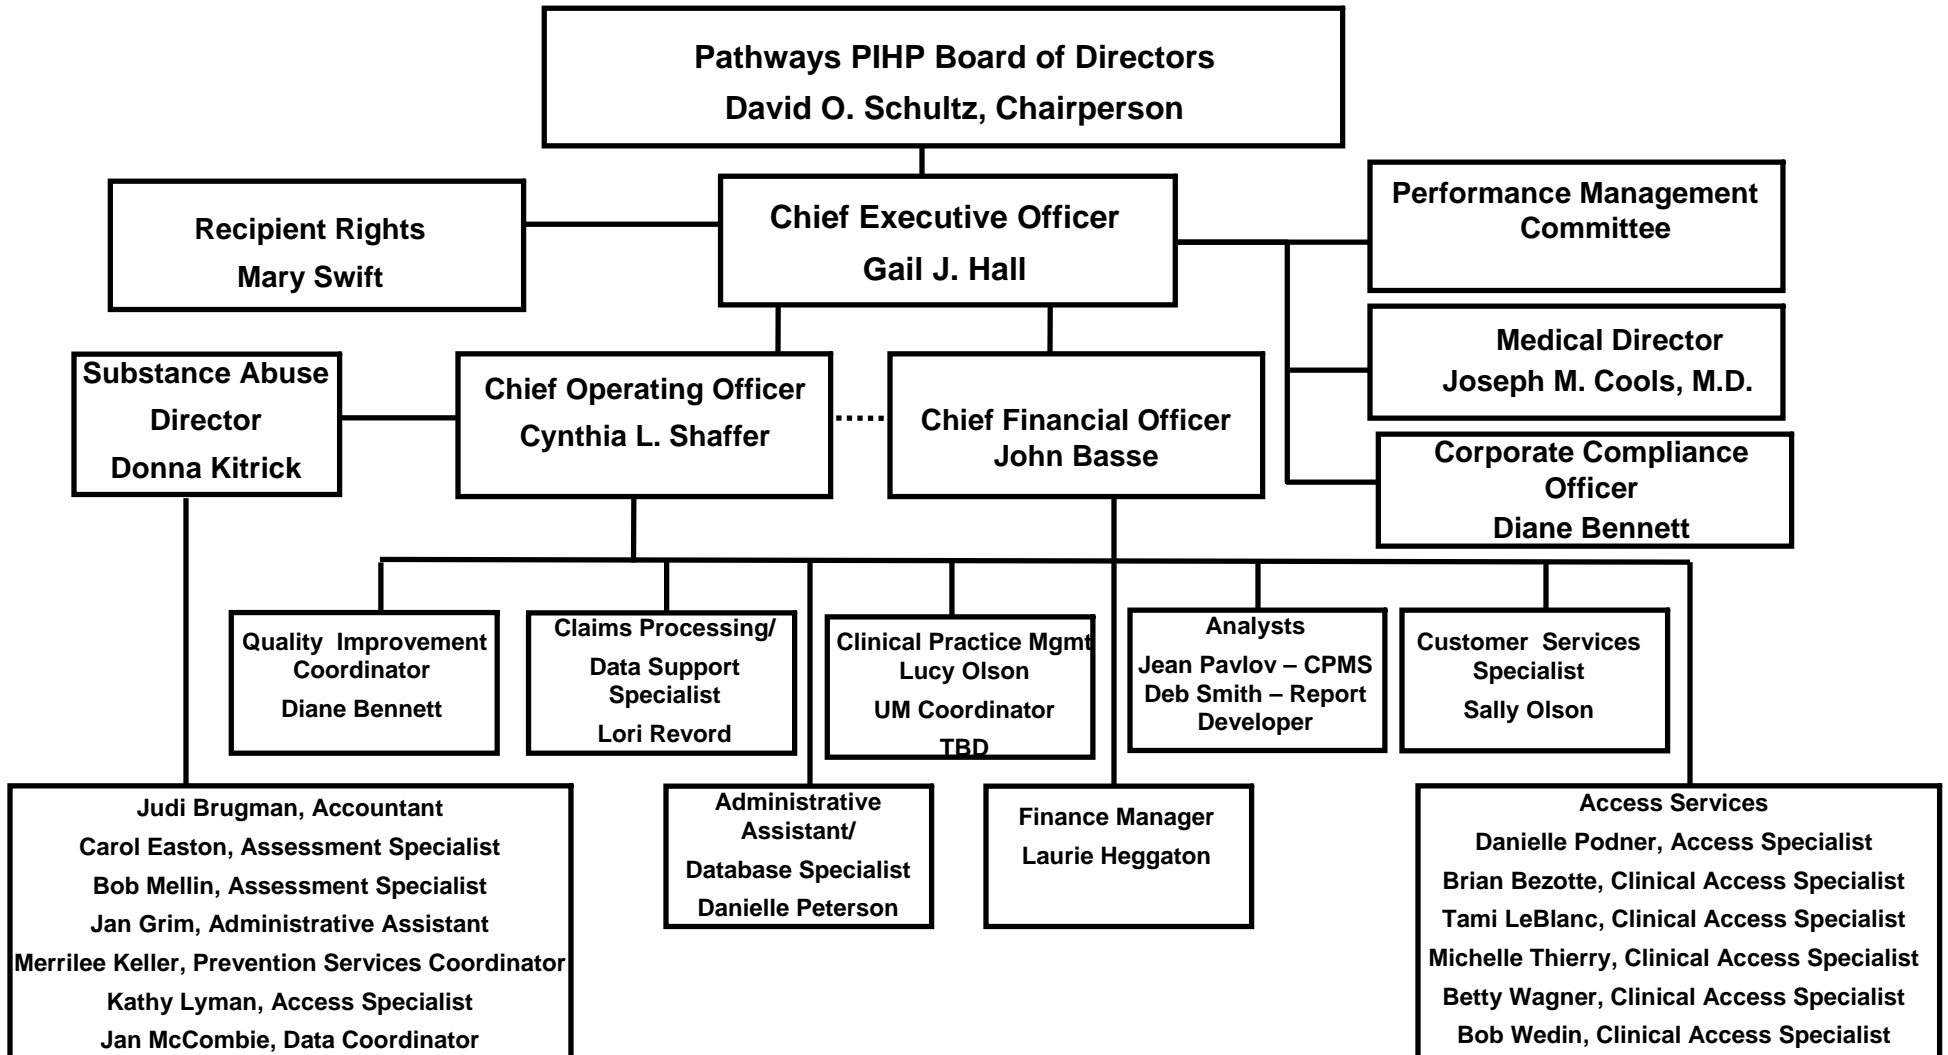 Pathways PIHP Board of Directors
David O. Schultz, Chairperson
Recipient Rights
Mary Swift
Chief Executive Officer
Gail J. Hall
Performance Management
Committee
Medical Director
Joseph M. Cools, M.D.
Corporate Compliance
Officer
Diane Bennett
Substance Abuse
Director
Donna Kitrick
Chief Operating Officer
Cynthia L. Shaffer
Chief Financial Officer
John Basse
Quality  Improvement
Coordinator
Diane Bennett
Claims Processing/
Data Support
Specialist
Lori Revord
Clinical Practice Mgmt
Lucy Olson
UM Coordinator
TBD
Analysts
Jean Pavlov – CPMS
Deb Smith – Report
Developer
Customer  Services
Specialist
Sally Olson
Judi Brugman, Accountant
Carol Easton, Assessment Specialist
Bob Mellin, Assessment Specialist
Jan Grim, Administrative Assistant
Merrilee Keller, Prevention Services Coordinator
Kathy Lyman, Access Specialist
Jan McCombie, Data Coordinator
Administrative
Assistant/
Database Specialist
Danielle Peterson
Finance Manager
Laurie Heggaton
Access Services
Danielle Podner, Access Specialist
Brian Bezotte, Clinical Access Specialist
Tami LeBlanc, Clinical Access Specialist
Michelle Thierry, Clinical Access Specialist
Betty Wagner, Clinical Access Specialist
Bob Wedin, Clinical Access Specialist